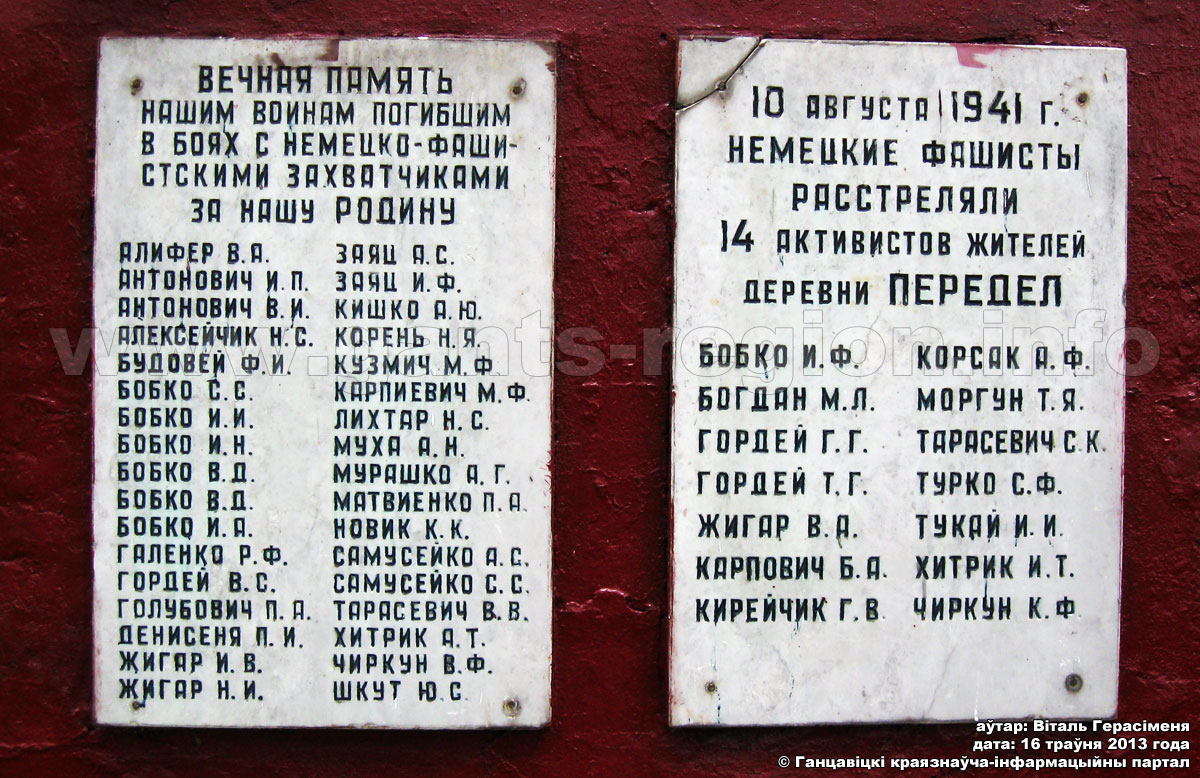 ВЕЧНАЯ ПАМЯТЬ
НАШИМ ВОИНАМ ПОГИБШИМ
В БОЯХ С НЕМЕЦКО-ФАШИ-
СТСКИМИ ЗАХВАТЧИКАМИ
ЗА НАШУ РОДИНУ
АЛИФЕР В.А.
АНТОНОВИЧ И.П.
АНТОНОВИЧ В.И.
АЛЕКСЕЙЧИК Н.С.
БУДОВЕЙ Ф.И.
БОБКО С.С.
БОБКО И.И.
БОБКО И.Н.
БОБКО В.Д.
БОБКО В.Д.
БОБКО И.А.
ГАЛЕНКО Р.Ф.
ГОРДЕЙ В.С.
ГОЛУБОВИЧ П.А.
ДЕНИСЕНЯ П.И.
ЖИГАР И.В.
ЖИГАР Н.И.
ЗАЯЦ А.С.
ЗАЯЦ И.Ф.
КИШКО А.Ю.
КОРЕНЬ Н.Я.
КУЗМИЧ М.Ф
КАРПИЕВИЧ М.Ф.
ЛИХТАР Н.С.
МУХА А.Н.
МУРАШКО А.Г.
МАТВИЕНКО П.А.
НОВИК К.К.
САМУСЕЙКО А.С.
САМУСЕЙКО С.С.
ТАРАСЕВИЧ В.В.
ХИТРИК А.Т.
ЧИРКУН В.Ф.
ШКУТ Ю.С.
10 АВГУСТА 1941 Г.
НЕМЕЦКИЕ ФАШИСТЫ
РАССТРЕЛЯЛИ
14 АКТИВИСТОВ ЖИТЕЛЕЙ
ДЕРЕВНИ ПЕРЕДЕЛ
БОБКО И.Ф.
БОГДАН М.Л.
ГОРДЕЙ Г.Г.
ГОРДЕЙ Т.Г.
ЖИГАР В.А.
КАРПОВИЧ Б.А.
КИРЕЙЧИК Г.В.
КОРСАК А.Ф.
МОРГУН Т.Я.
ТАРАСЕВИЧ С.К.
ТУРКО С.Ф.
ТУКАЙ И.И.
ХИТРИК И.Т.
ЧИРКУН К.Ф.
аўтар: Віталь Герасіменя
дата: 16 траўня 2013 года
© Ганцавіцкі краязнаўча-інфармацыйны партал